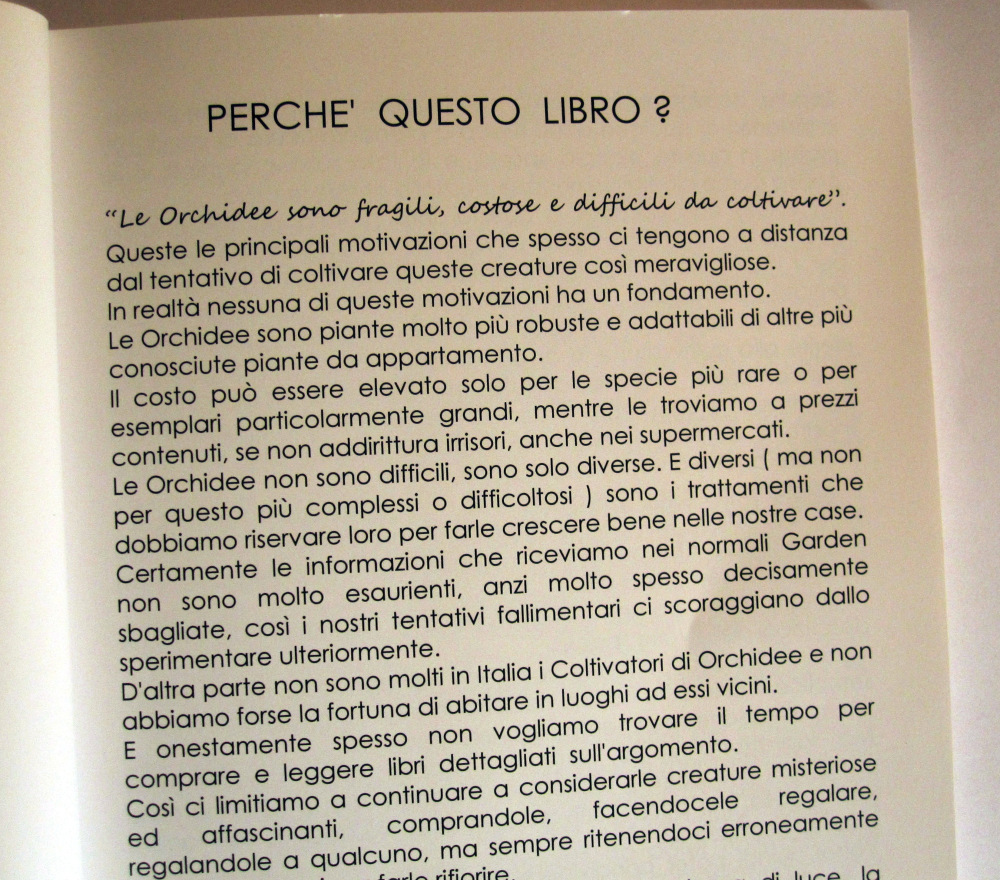 PERCHE' QUESTO LIBRO ?
“Le Orchidee sono fragili, costose e difficili da coltivare”.
Queste le principali motivazioni che spesso ci tengono a distanza
dal tentativo di coltivare queste creature così meravigliose.
In realtà nessuna di queste motivazioni ha un fondamento.
Le Orchidee sono piante molto più robuste e adattabili di altre più
conosciute piante da appartamento.
Il costo può essere elevato solo per le specie più rare o per
esemplari particolarmente grandi, mentre le troviamo a prezzi
contenuti, se non addirittura irrisori, anche nei supermercati.
Le Orchidee non sono difficili, sono solo diverse. E diversi ( ma non
per questo più complessi o difficoltosi ) sono i trattamenti che
dobbiamo riservare loro per farle crescere bene nelle nostre case.
Certamente le informazioni che riceviamo nei normali Garden
non sono molto esaurienti, anzi molto spesso decisamente
sbagliate, così i nostri tentativi fallimentari ci scoraggiano dallo
sperimentare ulteriormente.
D'altra parte non sono molti in Italia i Coltivatori di Orchidee e non
abbiamo forse la fortuna di abitare in luoghi ad essi vicini.
E onestamente spesso non vogliamo trovare il tempo per
comprare e leggere libri dettagliati sull'argomento.
Così ci limitiamo a continuare a considerarle creature misteriose
ed affascinanti, comprandole, facendocele regalare,
regalandole a qualcuno, ma sempre ritenendoci erroneamente
farle rifiorire.
di luce, la